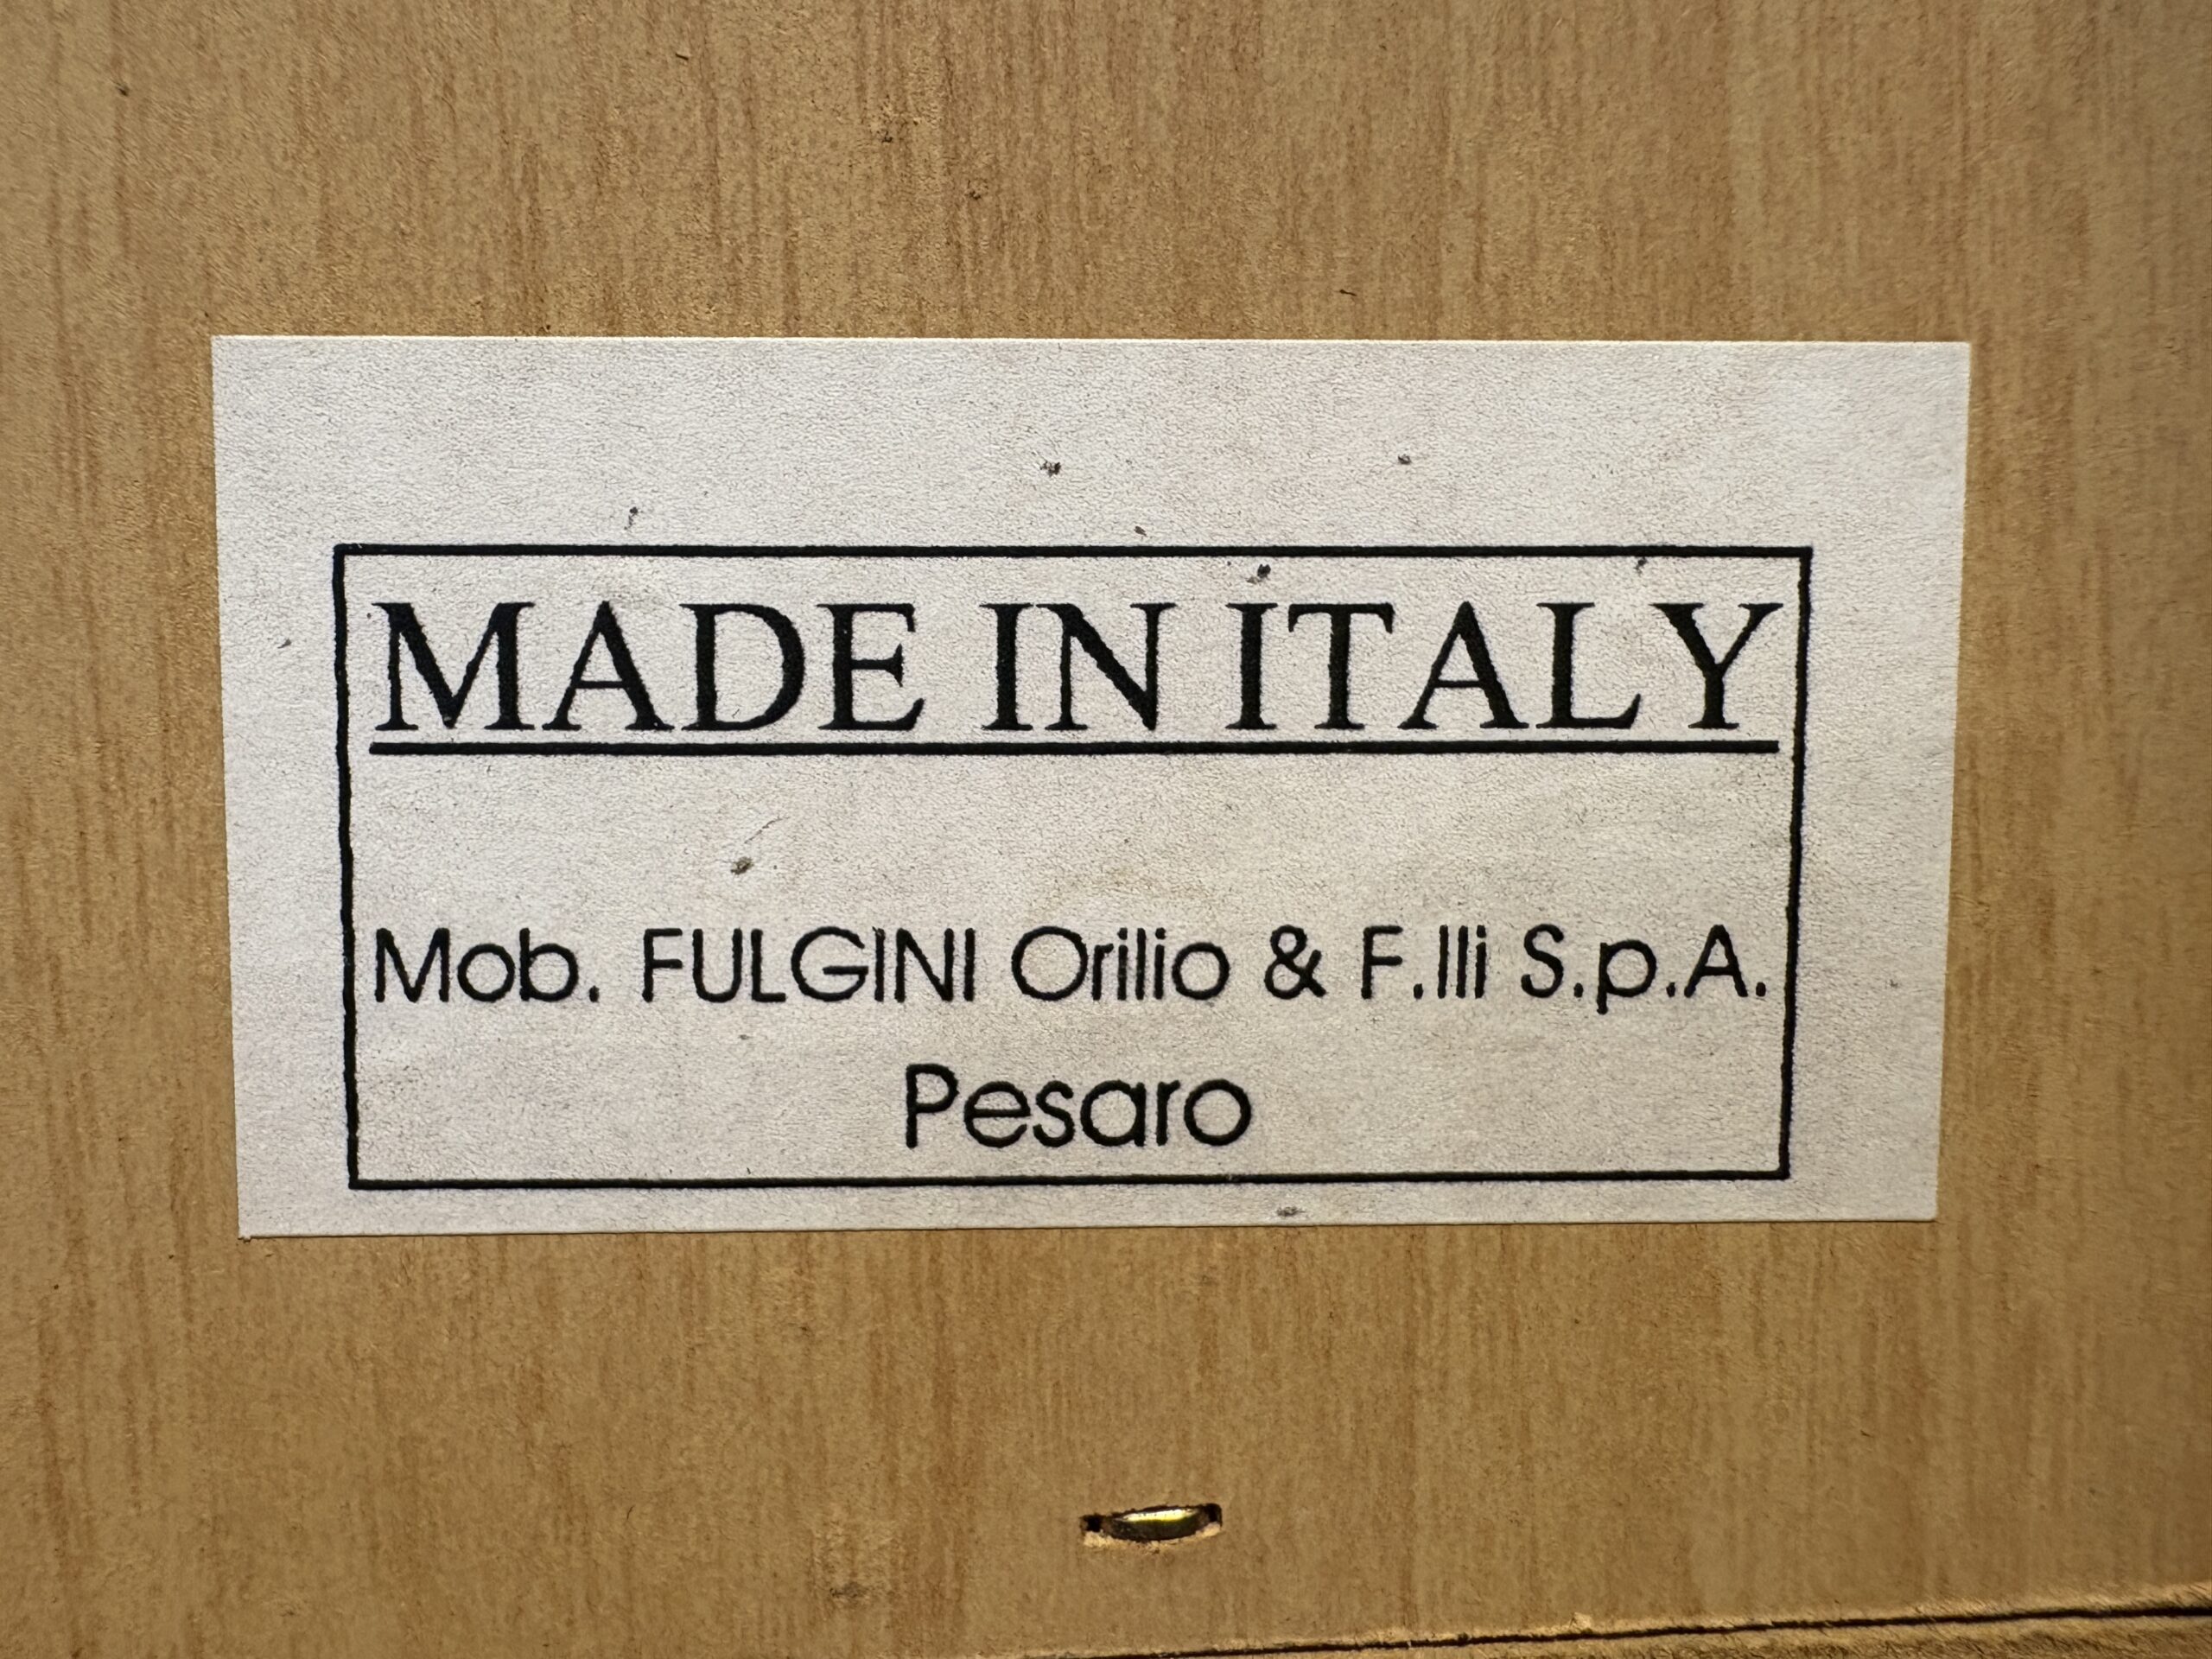 MADE IN ITALY
Mob. FULGINI Orilio & F.lli S.p.A.
Pesaro